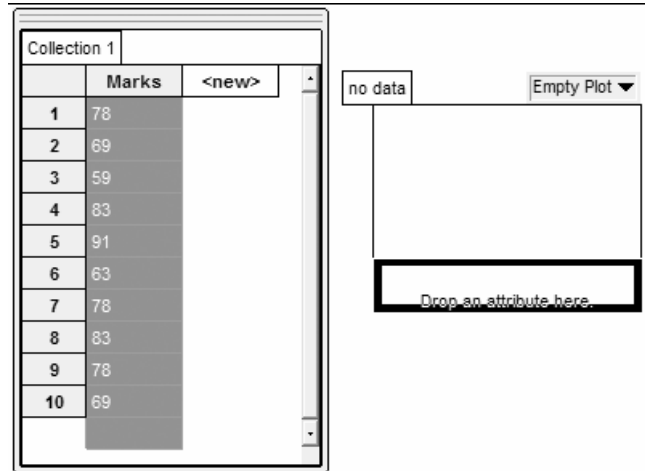 Collection 1
Marks <new>
1 78
2 69
3 59
4 83
5 91
6 63
7 78
8 83
9 78
10 69
no data
Empty Plot
Drop an attribute here.